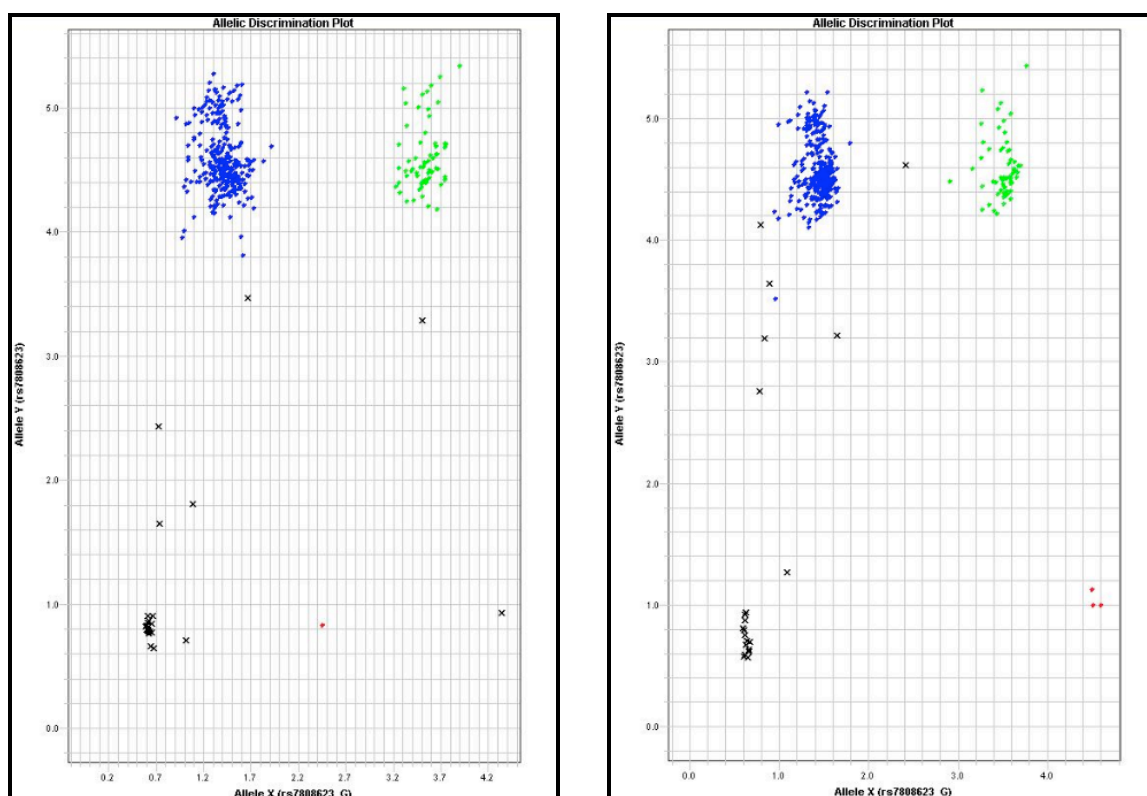 Allelic Discrimination Plot
Allele Y (rs7808623)
5.0
4.0
3.0
2.0
1.0
0.0
0.2 0.7 1.2 1.7 2.2 2.7 3.2 3.7 4.2
Allele X (rs7808623_G)
Allelic Discrimination Plot
Allele Y (rs7808623)
5.0
4.0
3.0
2.0
1.0
0.0
0.0 1.0 2.0 3.0 4.0
Allele X (rs7808623_G)